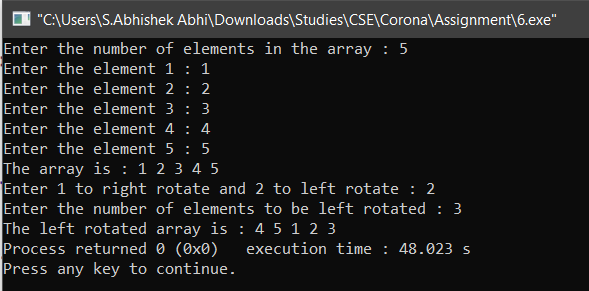 "C:\Users\S.Abhishek Abhi\Downloads\Studies\CSE\Corona\Assignment\6.exe"
Enter the number of elements in the array : 5
Enter the element 1 : 1
Enter the element 2 : 2
Enter the element 3 : 3
Enter the element 4 : 4
Enter the element 5 : 5
The array is : 1 2 3 4 5
Enter 1 to right rotate and 2 to left rotate : 2
Enter the number of elements to be left rotated : 3
The left rotated array is : 4 5 1 2 3
Process returned 0 (0x0)   execution time : 48.023 s
Press any key to continue.